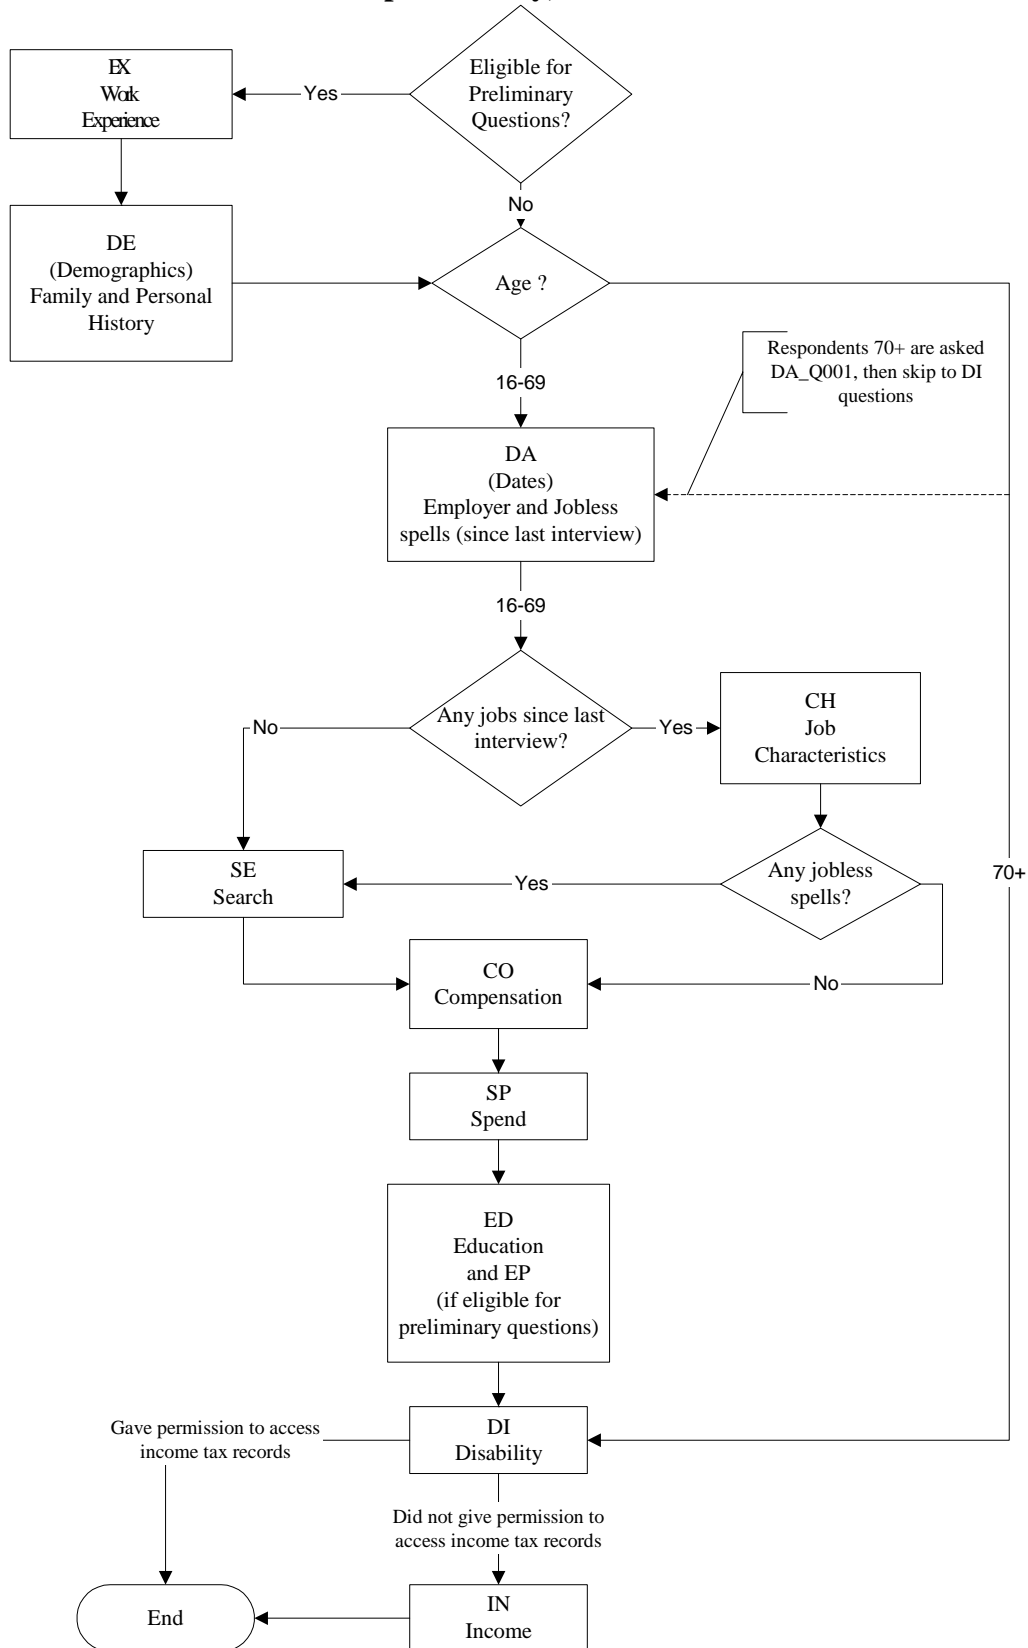 Eligible for
Preliminary
Questions?
Yes
EX
Work
Experience
No
DE
(Demographics)
Family and Personal
History
Age ?
16-69
Respondents 70+ are asked
DA_Q001, then skip to DI
questions
DA
(Dates)
Employer and Jobless
spells (since last interview)
16-69
Any jobs since last
interview?
No
Yes
CH
Job
Characteristics
SE
Search
Yes
Any jobless
spells?
70+
CO
Compensation
No
SP
Spend
ED
Education
and EP
(if eligible for
preliminary questions)
Gave permission to access
income tax records
DI
Disability
Did not give permission to
access income tax records
End
IN
Income